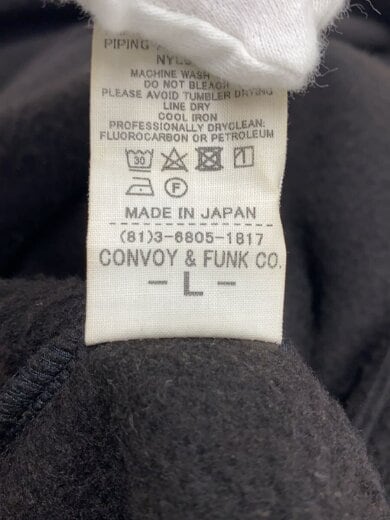 PIPING
NYLO
MACHINE WASH
DO NOT BLEACH
PLEASE AVOID TUMBLER DRYING
LINE DRY
COOL IRON
PROFESSIONALLY DRYCLEAN:
FLUOROCARBON OR PETROLEUM
30
F
MADE IN JAPAN
(81)3-6805-1817
CONVOY & FUNK CO.
- L -